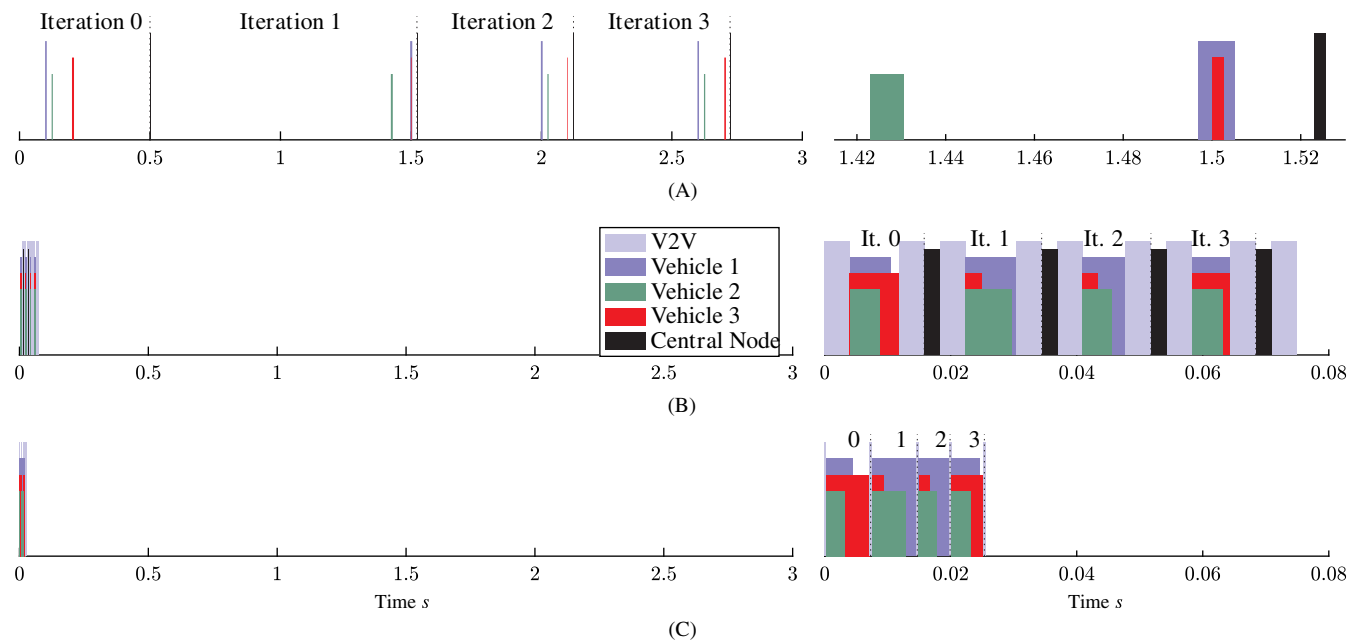 Iteration 0 Iteration 1 Iteration 2 Iteration 3
0 0.5 1 1.5 2 2.5 3
1.42 1.44 1.46 1.48 1.5 1.52
(A)
V2V
Vehicle 1
Vehicle 2
Vehicle 3
Central Node
It. 0 It. 1 It. 2 It. 3
0 0.5 1 1.5 2 2.5 3
0 0.02 0.04 0.06 0.08
(B)
0 1 2 3
0 0.5 1 1.5 2 2.5 3
0 0.02 0.04 0.06 0.08
Time s
Time s
(C)